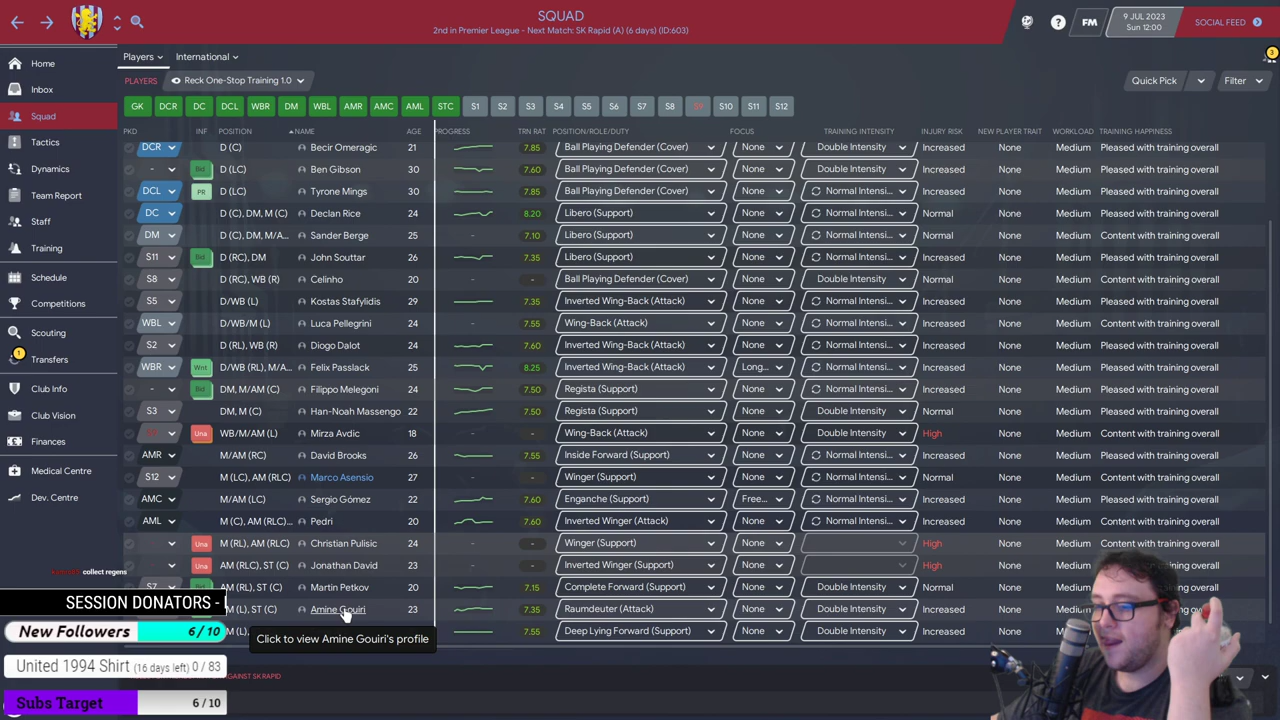 SQUAD
2nd in Premier League - Next Match: SK Rapid (A) (6 days) (ID:603)
FM
9 JUL 2023
Sun 12:00
SOCIAL FEED
3
Home
Inbox
Squad
Tactics
Dynamics
Team Report
Staff
Training
Schedule
Competitions
Scouting
1
Transfers
Club Info
Club Vision
Finances
Medical Centre
Dev. Centre
Players International
PLAYERS Reck One-Stop Training 1.0 Quick Pick Filter
GK DCR DC DCL WBR DM WBL AMR AMC AML STC S1 S2 S3 S4 S5 S6 S7 S8 S9 S10 S11 S12
PKD INF POSITION NAME AGE PROGRESS TRN RAT POSITION/ROLE/DUTY FOCUS TRAINING INTENSITY INJURY RISK NEW PLAYER TRAIT WORKLOAD TRAINING HAPPINESS
DCR D (C) Becir Omeragic 21 7.85 Ball Playing Defender (Cover) None Double Intensity Increased None Medium Pleased with training overall
- Bid D (LC) Ben Gibson 30 7.60 Ball Playing Defender (Cover) None Double Intensity Increased None Medium Pleased with training overall
DCL PR D (LC) Tyrone Mings 30 7.85 Ball Playing Defender (Cover) None Normal Intensi... Increased None Medium Pleased with training overall
DC D (C), DM, M (C) Declan Rice 24 8.20 Libero (Support) None Normal Intensi... Normal None Medium Pleased with training overall
DM D (C), DM, M/A... Sander Berge 25 - 7.10 Libero (Support) None Normal Intensi... Normal None Medium Content with training overall
S11 Bid D (RC), DM John Souttar 26 7.35 Libero (Support) None Normal Intensi... Increased None Medium Pleased with training overall
S8 D (RC), WB (R) Celinho 20 - - Ball Playing Defender (Cover) None Double Intensity Normal None Medium Content with training overall
S5 D/WB (L) Kostas Stafylidis 29 7.35 Inverted Wing-Back (Attack) None Normal Intensi... Increased None Medium Pleased with training overall
WBL D/WB/M (L) Luca Pellegrini 24 - 7.55 Wing-Back (Attack) None Normal Intensi... Increased None Medium Content with training overall
S2 D (RL), WB (R) Diogo Dalot 24 7.60 Inverted Wing-Back (Attack) None Normal Intensi... Increased None Medium Pleased with training overall
WBR Wnt D/WB (RL), M/A... Felix Passlack 25 8.25 Inverted Wing-Back (Attack) Long... Normal Intensi... Increased None Medium Pleased with training overall
- Bid DM, M/AM (C) Filippo Melegoni 24 7.50 Regista (Support) None Normal Intensi... Increased None Medium Pleased with training overall
S3 DM, M (C) Han-Noah Massengo 22 7.50 Regista (Support) None Double Intensity Normal None Medium Pleased with training overall
Una WB/M/AM (L) Mirza Avdic 18 - - Wing-Back (Attack) None Double Intensity High None Medium Content with training overall
AMR M/AM (RC) David Brooks 26 7.55 Inside Forward (Support) None Normal Intensi... Increased None Medium Pleased with training overall
S12 M (LC), AM (RLC) Marco Asensio 27 - - Winger (Support) None Normal Intensi... Normal None Medium Content with training overall
AMC M/AM (LC) Sergio Gómez 22 7.60 Enganche (Support) Free... Normal Intensi... Increased None Medium Pleased with training overall
AML M (C), AM (RLC)... Pedri 20 7.60 Inverted Winger (Attack) None Normal Intensi... Increased None Medium Content with training overall
Una M (RL), AM (RLC) Christian Pulisic 24 - - Winger (Support) None High None Medium Content with training overall
Una AM (RLC), ST (C) Jonathan David 23 - - Inverted Winger (Support) None High None Medium Content with training overall
S7 Bid AM (RL), ST (C) Martin Petkov 20 7.15 Complete Forward (Support) None Double Intensity Normal None
M (L), ST (C) Amine Gouiri 23 7.35 Raumdeuter (Attack) None Double Intensity Increased None
M (L), 7.55 Deep Lying Forward (Support) None Double Intensity Increased None
Click to view Amine Gouiri's profile
AGAINST SK RAPID
collect regens
SESSION DONATORS -
New Followers 6 / 10
United 1994 Shirt (16 days left) 0 / 83
Subs Target 6 / 10